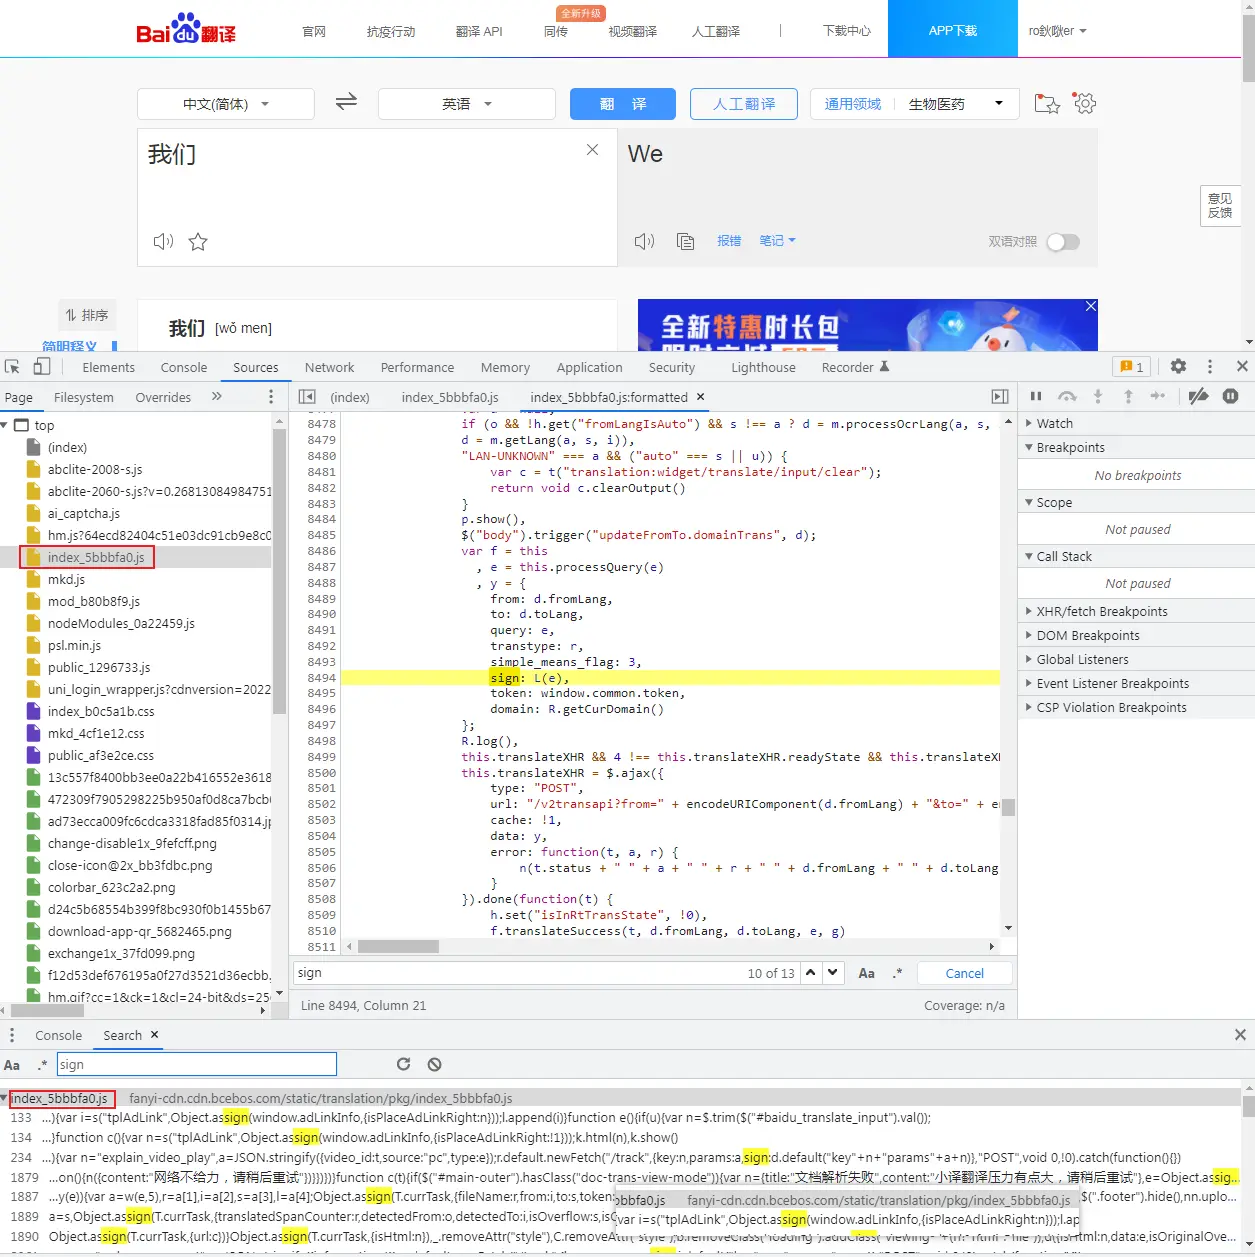 Bai du 翻译
官网
抗疫行动
翻译 API
同传
全新升级
视频翻译
人工翻译
下载中心
APP下载
中文(简体)
英语
翻 译
人工翻译
通用领域
生物医药
我们
We
意见
反馈
报错
笔记
双语对照
排序
我们 [wǒ men]
简明释义
全新特惠时长包
Elements Console Sources Network Performance Memory Application Security Lighthouse Recorder 1
Page Filesystem Overrides »
(index) index_5bbbfa0.js index_5bbbfa0.js:formatted ×
top
(index)
abclite-2008-s.js
abclite-2060-s.js?v=0.26813084984751
ai_captcha.js
hm.js?64ecd82404c51e03dc91cb9e8c0
index_5bbbfa0.js
mkd.js
mod_b80b8f9.js
nodeModules_0a22459.js
psl.min.js
public_1296733.js
uni_login_wrapper.js?cdnversion=2022
index_b0c5a1b.css
mkd_4cf1e12.css
public_af3e2ce.css
13c557f8400bb3ee0a22b416552e3618
472309f7905298225b950af0d8ca7bcb
ad73ecca009fc6cdca3318fad85f0314.jp
change-disable1x_9fefcff.png
close-icon@2x_bb3fdbc.png
colorbar_623c2a2.png
d24c5b68554b399f8bc930f0b1455b67
download-app-qr_5682465.png
exchange1x_37fd099.png
f12d53def676195a0f27d3521d36ecbb.
hm.gif?cc=1&ck=1&cl=24-bit&ds=25
8478 if (o && !h.get("fromLangIsAuto") && s !== a ? d = m.processOcrLang(a, s,
8479 d = m.getLang(a, s, i)),
8480 "LAN-UNKNOWN" === a && ("auto" === s || u)) {
8481 var c = t("translation:widget/translate/input/clear");
8482 return void c.clearOutput()
8483 }
8484 p.show(),
8485 $("body").trigger("updateFromTo.domainTrans", d);
8486 var f = this
8487 , e = this.processQuery(e)
8488 , y = {
8489 from: d.fromLang,
8490 to: d.toLang,
8491 query: e,
8492 transtype: r,
8493 simple_means_flag: 3,
8494 sign: L(e),
8495 token: window.common.token,
8496 domain: R.getCurDomain()
8497 };
8498 R.log(),
8499 this.translateXHR && 4 !== this.translateXHR.readyState && this.translateXH
8500 this.translateXHR = $.ajax({
8501 type: "POST",
8502 url: "/v2transapi?from=" + encodeURIComponent(d.fromLang) + "&to=" + en
8503 cache: !1,
8504 data: y,
8505 error: function(t, a, r) {
8506 n(t.status + " " + a + " " + r + " " + d.fromLang + " " + d.toLang
8507 }
8508 }).done(function(t) {
8509 h.set("isInRtTransState", !0),
8510 f.translateSuccess(t, d.fromLang, d.toLang, e, g)
8511
sign 10 of 13 Aa .* Cancel
Line 8494, Column 21 Coverage: n/a
Watch
Breakpoints
No breakpoints
Scope
Not paused
Call Stack
Not paused
XHR/fetch Breakpoints
DOM Breakpoints
Global Listeners
Event Listener Breakpoints
CSP Violation Breakpoints
Console Search ×
Aa .* sign
index_5bbbfa0.js fanyi-cdn.cdn.bcebos.com/static/translation/pkg/index_5bbbfa0.js
133 ...){var i=s("tplAdLink",Object.assign(window.adLinkInfo,{isPlaceAdLinkRight:n}));l.append(i)}function e(){if(u){var n=$.trim($("#baidu_translate_input").val());
134 ...}function c(){var n=s("tplAdLink",Object.assign(window.adLinkInfo,{isPlaceAdLinkRight:!1}));k.html(n),k.show()
234 ...){var n="explain_video_play",a=JSON.stringify({video_id:t,source:"pc",type:e});r.default.newFetch("/track",{key:n,params:a,sign:d.default("key"+n+"params"+a+n)},"POST",void 0,!0).catch(function(){})
1879 ...on(){n({content:"网络不给力，请稍后重试"})}})})}function c(t){if($("#main-outer").hasClass("doc-trans-view-mode")){var n={title:"文档解析失败",content:"小译翻译压力有点大，请稍后重试"},e=Object.assig...
1887 ...y(e)){var a=w(e,5),r=a[1],i=a[2],s=a[3],l=a[4];Object.assign(T.currTask,{fileName:r,from:i,to:s,token: $(".footer").hide(),nn.uplo...
bbbfa0.js fanyi-cdn.cdn.bcebos.com/static/translation/pkg/index_5bbbfa0.js
1889 a=s,Object.assign(T.currTask,{translatedSpanCounter:r,detectedFrom:o,detectedTo:i,isOverflow:s,isO
{var i=s("tplAdLink",Object.assign(window.adLinkInfo,{isPlaceAdLinkRight:n}));l.ap
1890 Object.assign(T.currTask,{url:c})}Object.assign(T.currTask,{isHtml:n}),_.removeAttr("style"),C.removeAttr("style"),